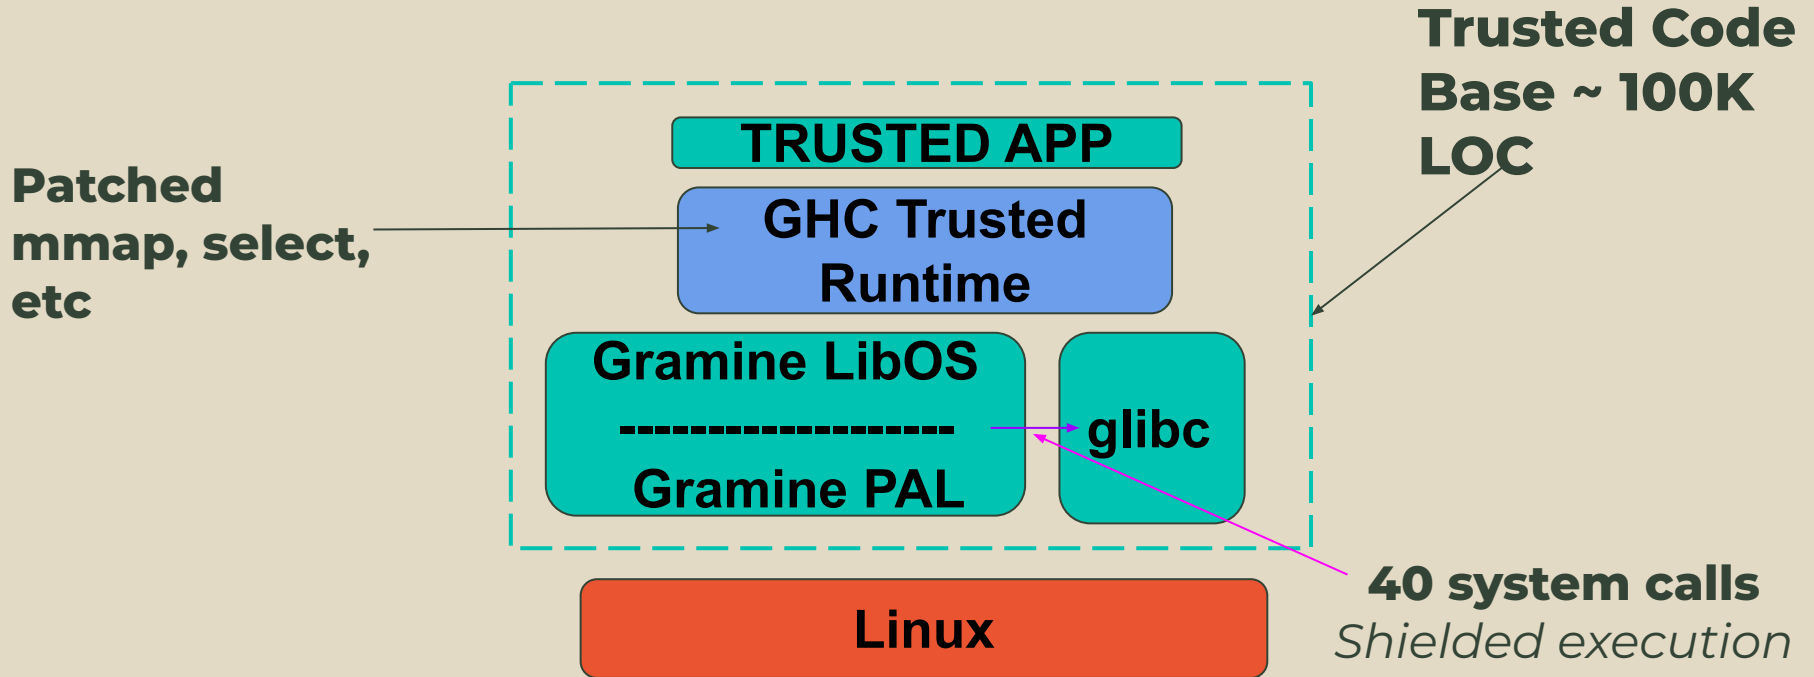 Trusted Code
Base ~ 100K
LOC
TRUSTED APP
Patched
mmap, select,
etc
GHC Trusted
Runtime
Gramine LibOS
-------------------
Gramine PAL
glibc
40 system calls
Shielded execution
Linux